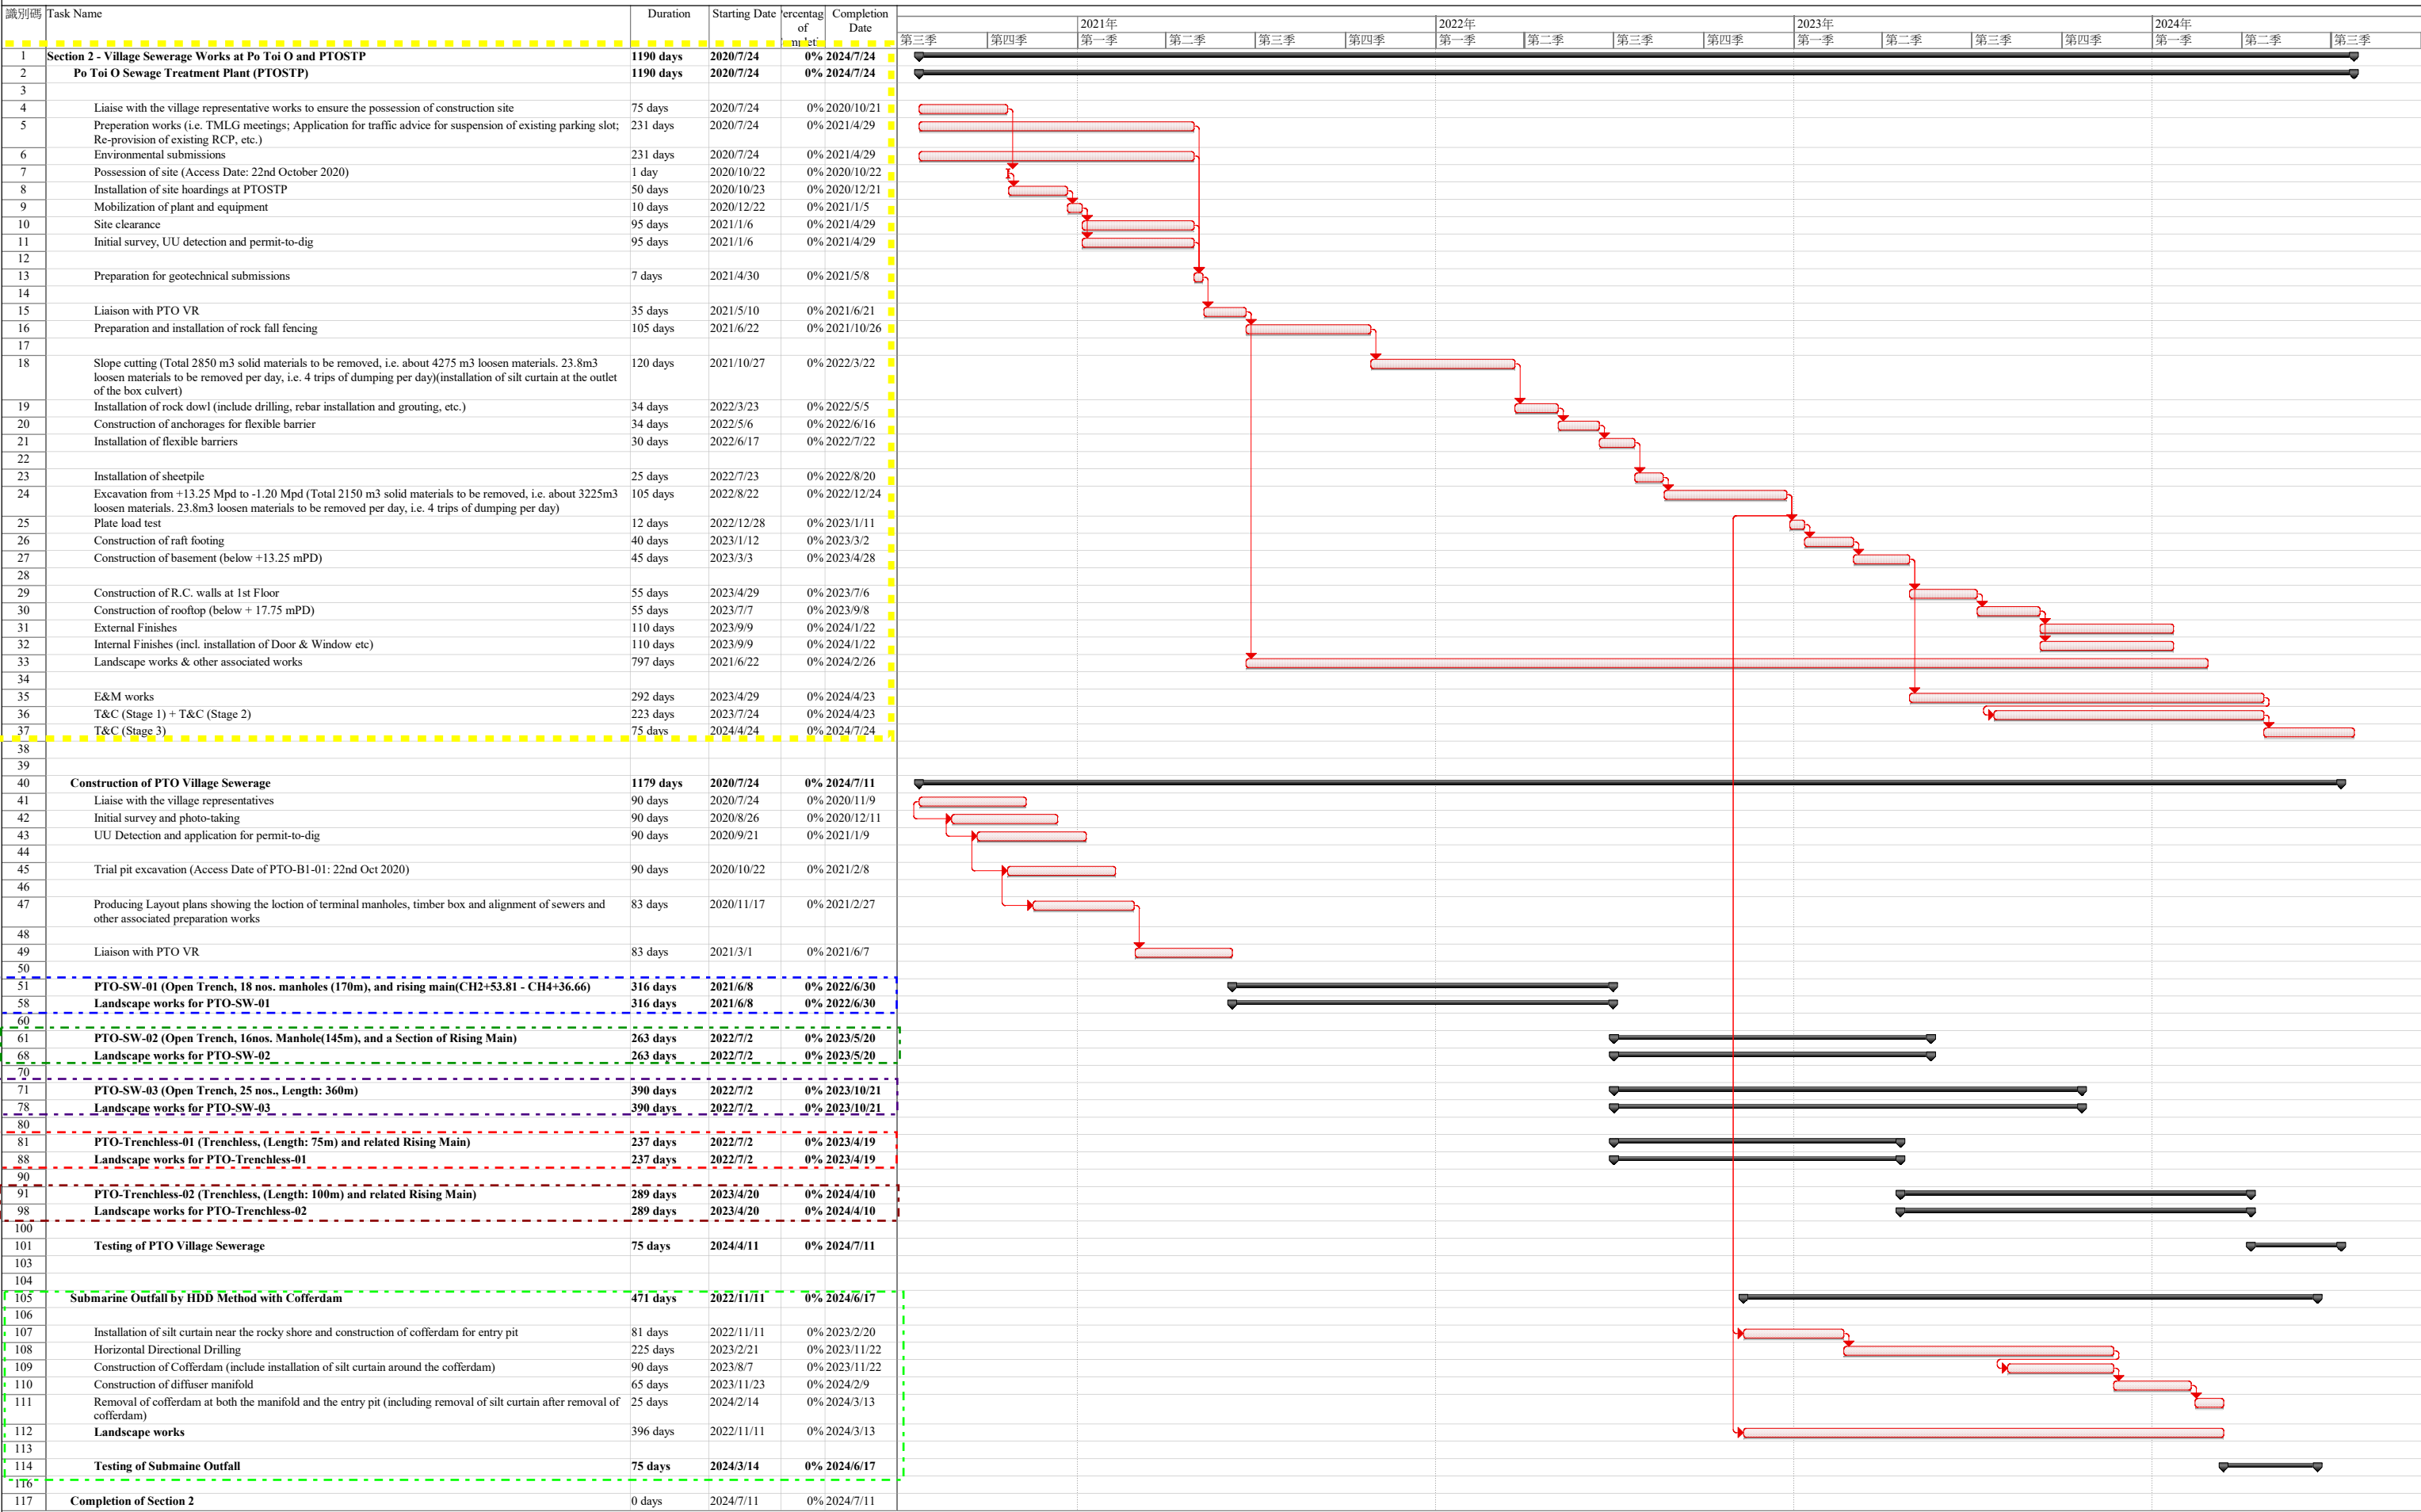 識別碼 Task Name Duration Starting Date Percentag Completion
of Date
2021年 2022年 2023年 2024年
第三季 第四季 第一季 第二季 第三季 第四季 第一季 第二季 第三季 第四季 第一季 第二季 第三季 第四季 第一季 第二季 第三季
1 Section 2 - Village Sewerage Works at Po Toi O and PTOSTP 1190 days 2020/7/24 0% 2024/7/24
2 Po Toi O Sewage Treatment Plant (PTOSTP) 1190 days 2020/7/24 0% 2024/7/24
3
4 Liaise with the village representative works to ensure the possession of construction site 75 days 2020/7/24 0% 2020/10/21
5 Preperation works (i.e. TMLG meetings; Application for traffic advice for suspension of existing parking slot; 231 days 2020/7/24 0% 2021/4/29
Re-provision of existing RCP, etc.)
6 Environmental submissions 231 days 2020/7/24 0% 2021/4/29
7 Possession of site (Access Date: 22nd October 2020) 1 day 2020/10/22 0% 2020/10/22
8 Installation of site hoardings at PTOSTP 50 days 2020/10/23 0% 2020/12/21
9 Mobilization of plant and equipment 10 days 2020/12/22 0% 2021/1/5
10 Site clearance 95 days 2021/1/6 0% 2021/4/29
11 Initial survey, UU detection and permit-to-dig 95 days 2021/1/6 0% 2021/4/29
12
13 Preparation for geotechnical submissions 7 days 2021/4/30 0% 2021/5/8
14
15 Liaison with PTO VR 35 days 2021/5/10 0% 2021/6/21
16 Preparation and installation of rock fall fencing 105 days 2021/6/22 0% 2021/10/26
17
18 Slope cutting (Total 2850 m3 solid materials to be removed, i.e. about 4275 m3 loosen materials. 23.8m3 120 days 2021/10/27 0% 2022/3/22
loosen materials to be removed per day, i.e. 4 trips of dumping per day)(installation of silt curtain at the outlet
of the box culvert)
19 Installation of rock dowl (include drilling, rebar installation and grouting, etc.) 34 days 2022/3/23 0% 2022/5/5
20 Construction of anchorages for flexible barrier 34 days 2022/5/6 0% 2022/6/16
21 Installation of flexible barriers 30 days 2022/6/17 0% 2022/7/22
22
23 Installation of sheetpile 25 days 2022/7/23 0% 2022/8/20
24 Excavation from +13.25 Mpd to -1.20 Mpd (Total 2150 m3 solid materials to be removed, i.e. about 3225m3 105 days 2022/8/22 0% 2022/12/24
loosen materials. 23.8m3 loosen materials to be removed per day, i.e. 4 trips of dumping per day)
25 Plate load test 12 days 2022/12/28 0% 2023/1/11
26 Construction of raft footing 40 days 2023/1/12 0% 2023/3/2
27 Construction of basement (below +13.25 mPD) 45 days 2023/3/3 0% 2023/4/28
28
29 Construction of R.C. walls at 1st Floor 55 days 2023/4/29 0% 2023/7/6
30 Construction of rooftop (below + 17.75 mPD) 55 days 2023/7/7 0% 2023/9/8
31 External Finishes 110 days 2023/9/9 0% 2024/1/22
32 Internal Finishes (incl. installation of Door & Window etc) 110 days 2023/9/9 0% 2024/1/22
33 Landscape works & other associated works 797 days 2021/6/22 0% 2024/2/26
34
35 E&M works 292 days 2023/4/29 0% 2024/4/23
36 T&C (Stage 1) + T&C (Stage 2) 223 days 2023/7/24 0% 2024/4/23
37 T&C (Stage 3) 75 days 2024/4/24 0% 2024/7/24
38
39
40 Construction of PTO Village Sewerage 1179 days 2020/7/24 0% 2024/7/11
41 Liaise with the village representatives 90 days 2020/7/24 0% 2020/11/9
42 Initial survey and photo-taking 90 days 2020/8/26 0% 2020/12/11
43 UU Detection and application for permit-to-dig 90 days 2020/9/21 0% 2021/1/9
44
45 Trial pit excavation (Access Date of PTO-B1-01: 22nd Oct 2020) 90 days 2020/10/22 0% 2021/2/8
46
47 Producing Layout plans showing the loction of terminal manholes, timber box and alignment of sewers and 83 days 2020/11/17 0% 2021/2/27
other associated preparation works
48
49 Liaison with PTO VR 83 days 2021/3/1 0% 2021/6/7
50
51 PTO-SW-01 (Open Trench, 18 nos. manholes (170m), and rising main(CH2+53.81 - CH4+36.66) 316 days 2021/6/8 0% 2022/6/30
58 Landscape works for PTO-SW-01 316 days 2021/6/8 0% 2022/6/30
60
61 PTO-SW-02 (Open Trench, 16nos. Manhole(145m), and a Section of Rising Main) 263 days 2022/7/2 0% 2023/5/20
68 Landscape works for PTO-SW-02 263 days 2022/7/2 0% 2023/5/20
70
71 PTO-SW-03 (Open Trench, 25 nos., Length: 360m) 390 days 2022/7/2 0% 2023/10/21
78 Landscape works for PTO-SW-03 390 days 2022/7/2 0% 2023/10/21
80
81 PTO-Trenchless-01 (Trenchless, (Length: 75m) and related Rising Main) 237 days 2022/7/2 0% 2023/4/19
88 Landscape works for PTO-Trenchless-01 237 days 2022/7/2 0% 2023/4/19
90
91 PTO-Trenchless-02 (Trenchless, (Length: 100m) and related Rising Main) 289 days 2023/4/20 0% 2024/4/10
98 Landscape works for PTO-Trenchless-02 289 days 2023/4/20 0% 2024/4/10
100
101 Testing of PTO Village Sewerage 75 days 2024/4/11 0% 2024/7/11
103
104
105 Submarine Outfall by HDD Method with Cofferdam 471 days 2022/11/11 0% 2024/6/17
106
107 Installation of silt curtain near the rocky shore and construction of cofferdam for entry pit 81 days 2022/11/11 0% 2023/2/20
108 Horizontal Directional Drilling 225 days 2023/2/21 0% 2023/11/22
109 Construction of Cofferdam (include installation of silt curtain around the cofferdam) 90 days 2023/8/7 0% 2023/11/22
110 Construction of diffuser manifold 65 days 2023/11/23 0% 2024/2/9
111 Removal of cofferdam at both the manifold and the entry pit (including removal of silt curtain after removal of 25 days 2024/2/14 0% 2024/3/13
cofferdam)
112 Landscape works 396 days 2022/11/11 0% 2024/3/13
113
114 Testing of Submaine Outfall 75 days 2024/3/14 0% 2024/6/17
116
117 Completion of Section 2 0 days 2024/7/11 0% 2024/7/11